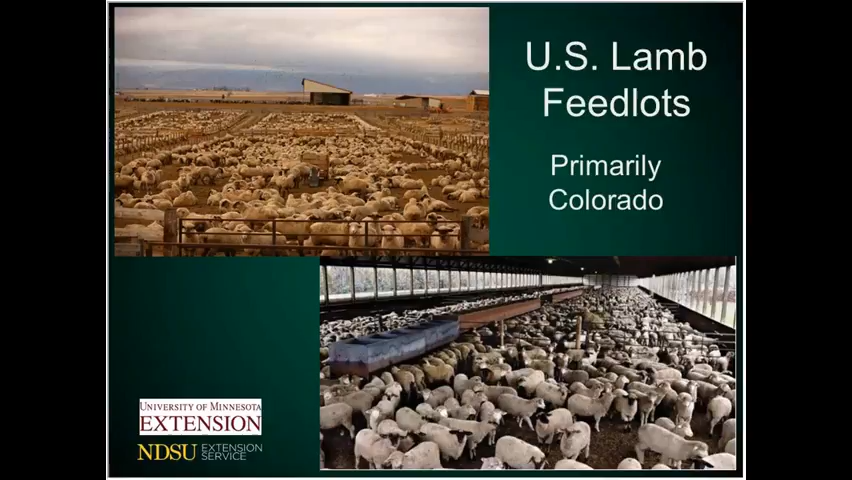 U.S. Lamb
Feedlots
Primarily
Colorado
UNIVERSITY OF MINNESOTA
EXTENSION
NDSU EXTENSION
SERVICE